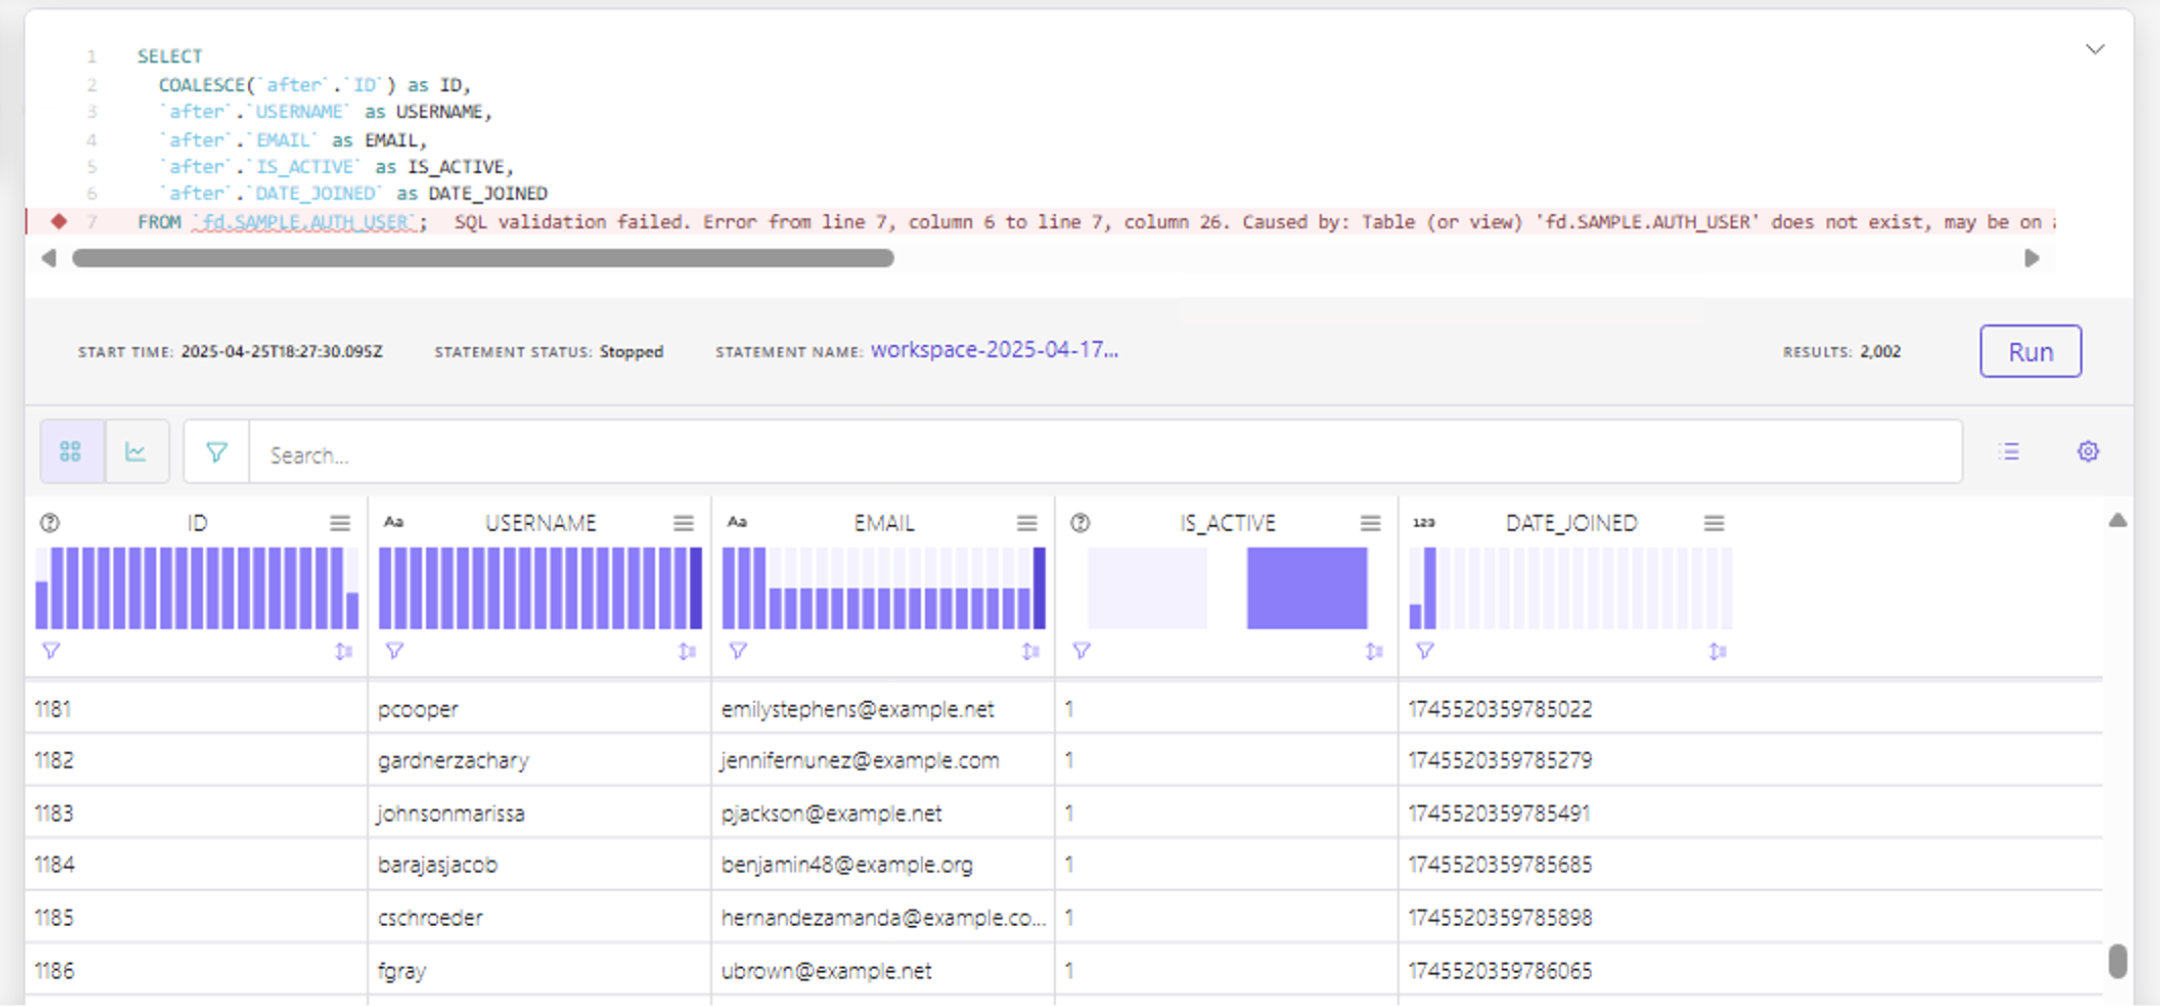 1 SELECT
2 COALESCE(`after`.`ID`) as ID,
3 `after`.`USERNAME` as USERNAME,
4 `after`.`EMAIL` as EMAIL,
5 `after`.`IS_ACTIVE` as IS_ACTIVE,
6 `after`.`DATE_JOINED` as DATE_JOINED
7 FROM `fd.SAMPLE.AUTH_USER`; SQL validation failed. Error from line 7, column 6 to line 7, column 26. Caused by: Table (or view) 'fd.SAMPLE.AUTH_USER' does not exist, may be on
START TIME: 2025-04-25T18:27:30.095Z STATEMENT STATUS: Stopped STATEMENT NAME: workspace-2025-04-17... RESULTS: 2,002 Run
Search...
ID Aa USERNAME Aa EMAIL IS_ACTIVE 123 DATE_JOINED
1181 pcooper emilystephens@example.net 1 1745520359785022
1182 gardnerzachary jennifernunez@example.com 1 1745520359785279
1183 johnsonmarissa pjackson@example.net 1 1745520359785491
1184 barajasjacob benjamin48@example.org 1 1745520359785685
1185 cschroeder hernandezamanda@example.co... 1 1745520359785898
1186 fgray ubrown@example.net 1 1745520359786065